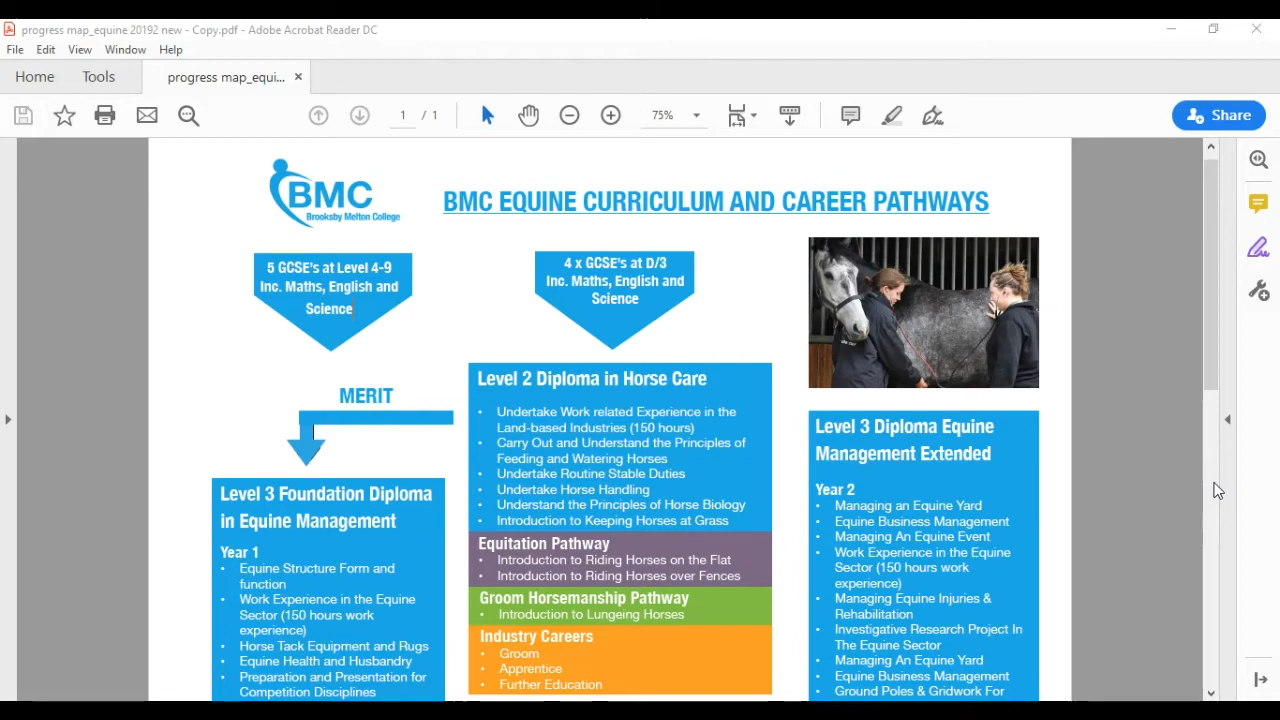 progress map_equine 20192 new - Copy.pdf - Adobe Acrobat Reader DC
File Edit View Window Help
Home Tools progress map_equi... ×
1 / 1 75% Share
BMC
Brooksby Melton College
BMC EQUINE CURRICULUM AND CAREER PATHWAYS
5 GCSE's at Level 4-9
Inc. Maths, English and
Science
4 x GCSE's at D/3
Inc. Maths, English and
Science
MERIT
Level 3 Foundation Diploma
in Equine Management
Year 1
• Equine Structure Form and
function
• Work Experience in the Equine
Sector (150 hours work
experience)
• Horse Tack Equipment and Rugs
• Equine Health and Husbandry
• Preparation and Presentation for
Competition Disciplines
Level 2 Diploma in Horse Care
• Undertake Work related Experience in the
Land-based Industries (150 hours)
• Carry Out and Understand the Principles of
Feeding and Watering Horses
• Undertake Routine Stable Duties
• Undertake Horse Handling
• Understand the Principles of Horse Biology
• Introduction to Keeping Horses at Grass
Equitation Pathway
• Introduction to Riding Horses on the Flat
• Introduction to Riding Horses over Fences
Groom Horsemanship Pathway
• Introduction to Lungeing Horses
Industry Careers
• Groom
• Apprentice
• Further Education
Level 3 Diploma Equine
Management Extended
Year 2
• Managing an Equine Yard
• Equine Business Management
• Managing An Equine Event
• Work Experience in the Equine
Sector (150 hours work
experience)
• Managing Equine Injuries &
Rehabilitation
• Investigative Research Project In
The Equine Sector
• Managing An Equine Yard
• Equine Business Management
• Ground Poles & Gridwork For